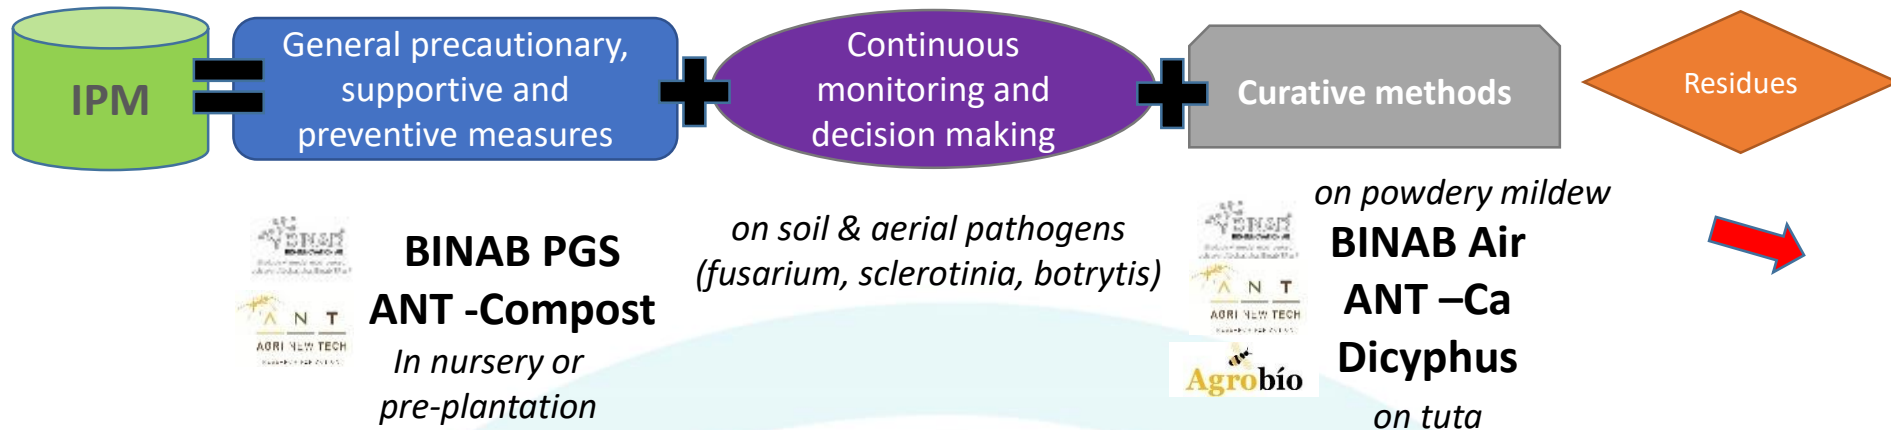 IPM
General precautionary,
supportive and
preventive measures
Continuous
monitoring and
decision making
Curative methods
Residues
BINAB
BINAB PGS
ANT -Compost
A N T
AGRI NEW TECH
In nursery or
pre-plantation
on soil & aerial pathogens
(fusarium, sclerotinia, botrytis)
on powdery mildew
BINAB
BINAB Air
ANT –Ca
Dicyphus
A N T
AGRI NEW TECH
Agrobío
on tuta